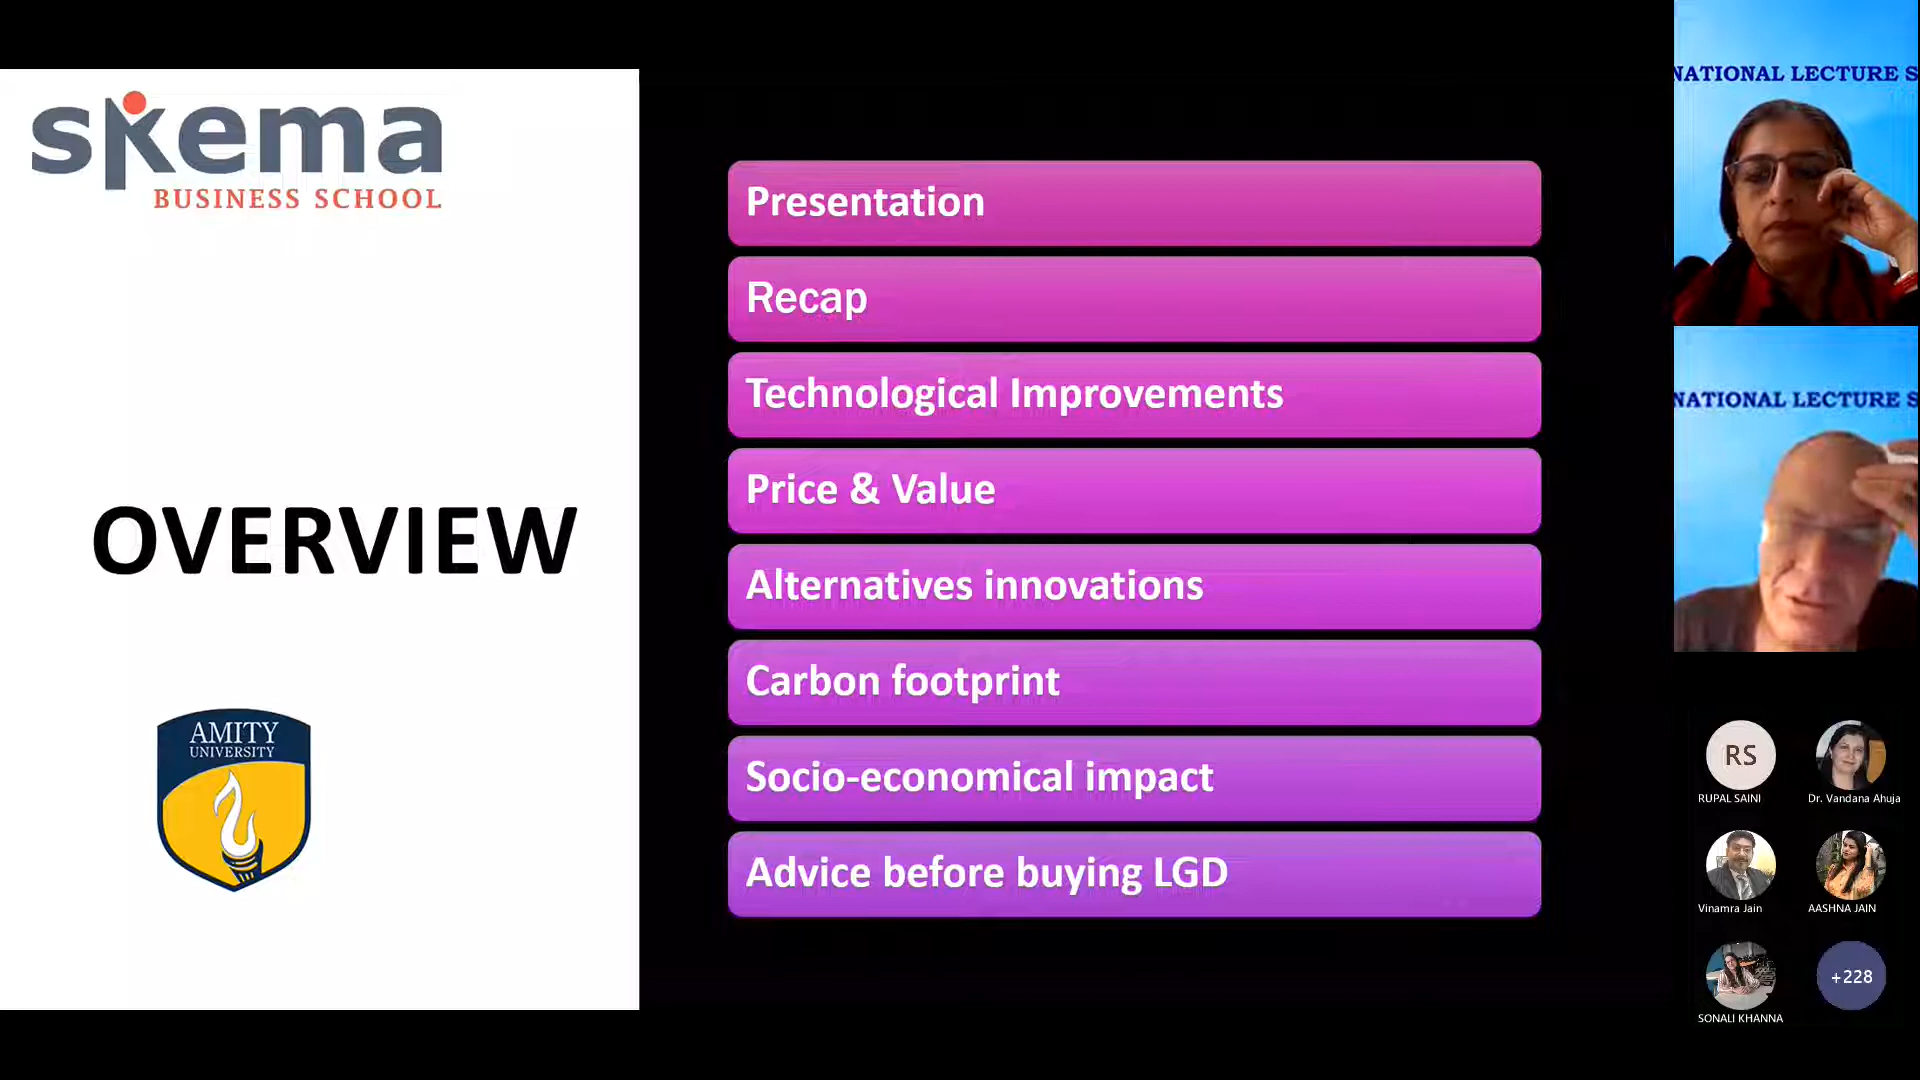 skema
BUSINESS SCHOOL
OVERVIEW
AMITY
UNIVERSITY
Presentation
Recap
Technological Improvements
Price & Value
Alternatives innovations
Carbon footprint
Socio-economical impact
Advice before buying LGD
NATIONAL LECTURE S
NATIONAL LECTURE S
RS
RUPAL SAINI
Dr. Vandana Ahuja
Vinamra Jain
AASHNA JAIN
SONALI KHANNA
+228